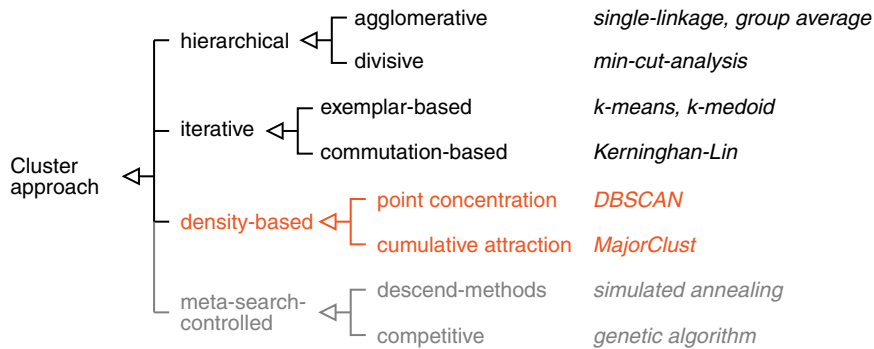 agglomerative single-linkage, group average
hierarchical
divisive min-cut-analysis
exemplar-based k-means, k-medoid
iterative
commutation-based Kerninghan-Lin
Cluster
approach
point concentration DBSCAN
density-based
cumulative attraction MajorClust
descend-methods simulated annealing
meta-search-
controlled
competitive genetic algorithm